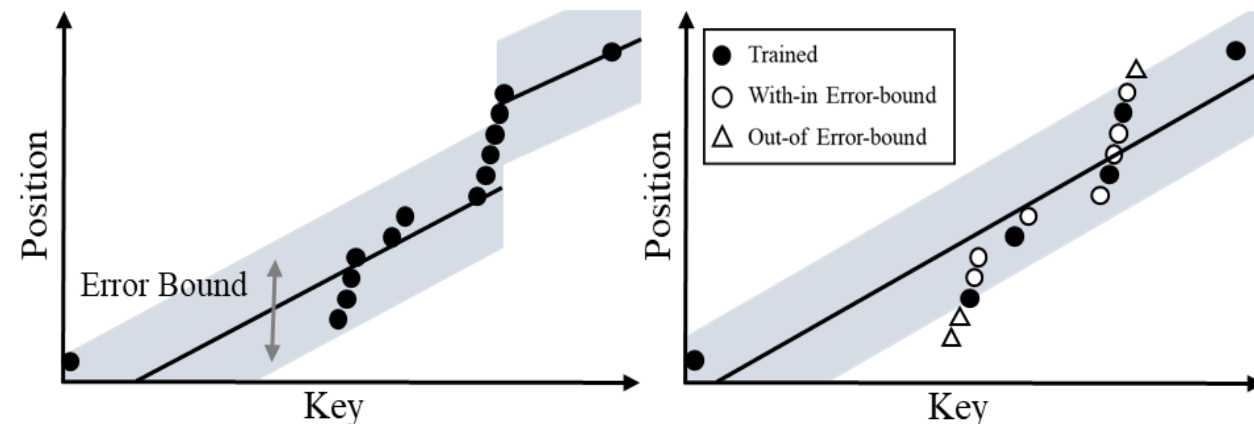 Position
Error Bound
Key
Position
Trained
With-in Error-bound
Out-of Error-bound
Key